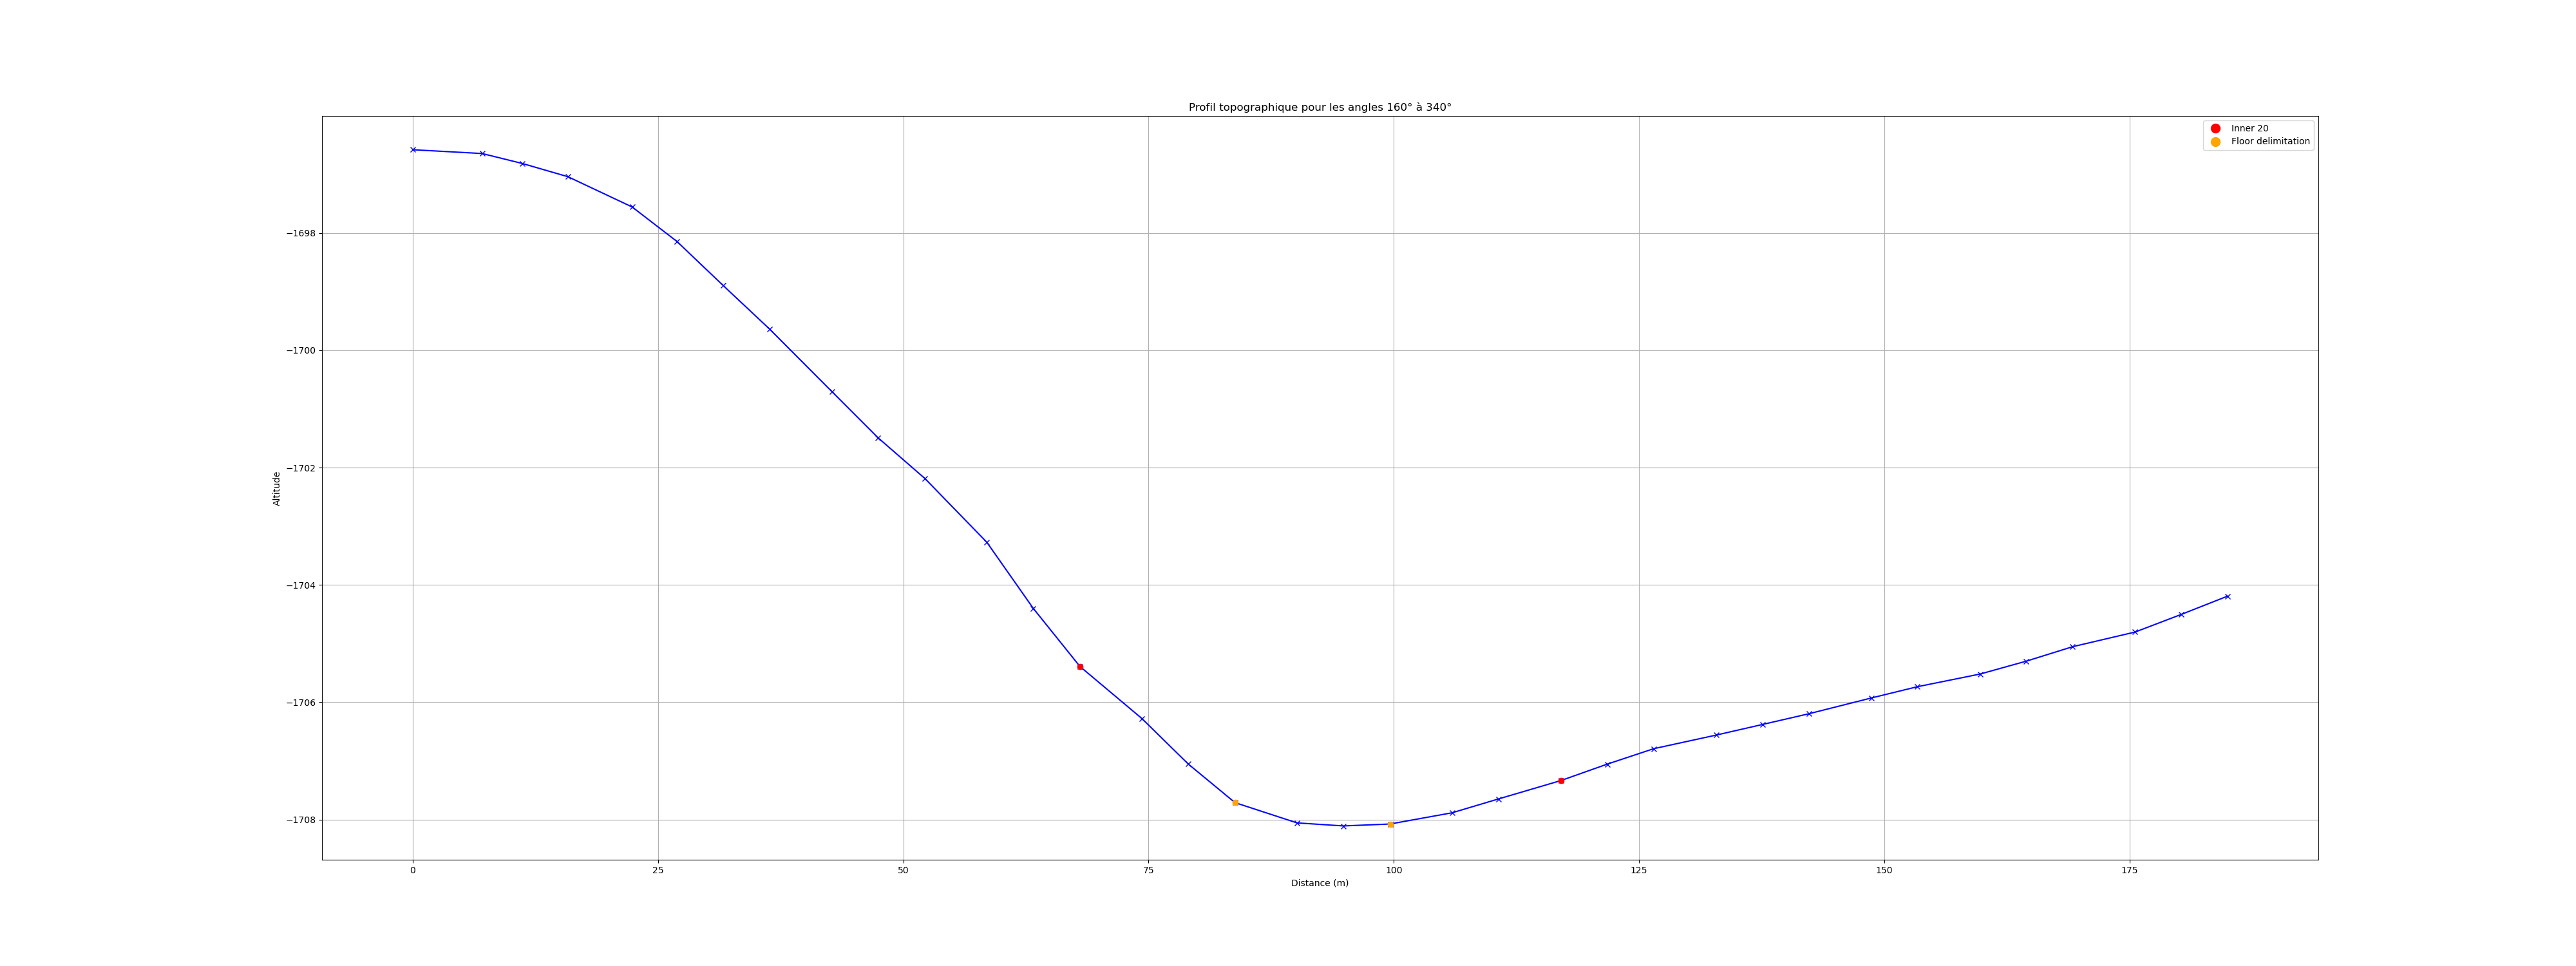 Profil topographique pour les angles 160° à 340°
Inner 20
Floor delimitation
−1698
−1700
−1702
−1704
−1706
−1708
Altitude
0 25 50 75 100 125 150 175
Distance (m)